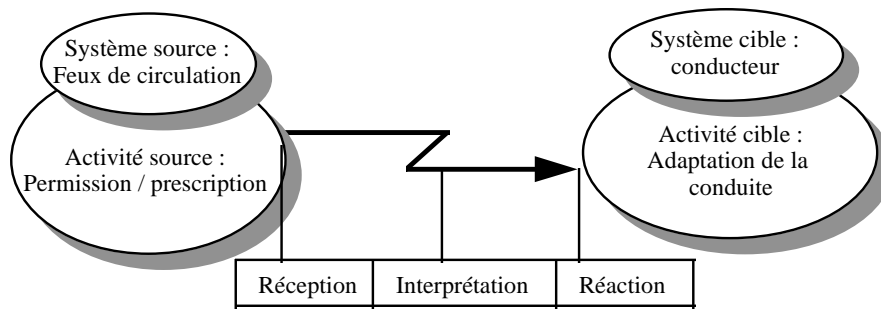 Système source :
Feux de circulation
Activité source :
Permission / prescription
Système cible :
conducteur
Activité cible :
Adaptation de la
conduite
Réception
Interprétation
Réaction